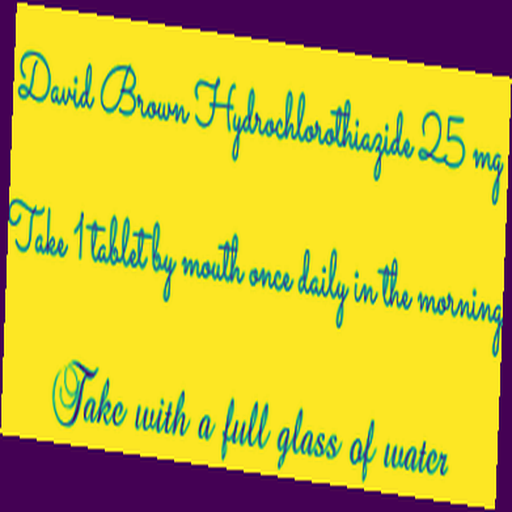 David Brown Hydrochlorothiazide 25 mg
Take 1 tablet by mouth once daily in the morning
Take with a full glass of water